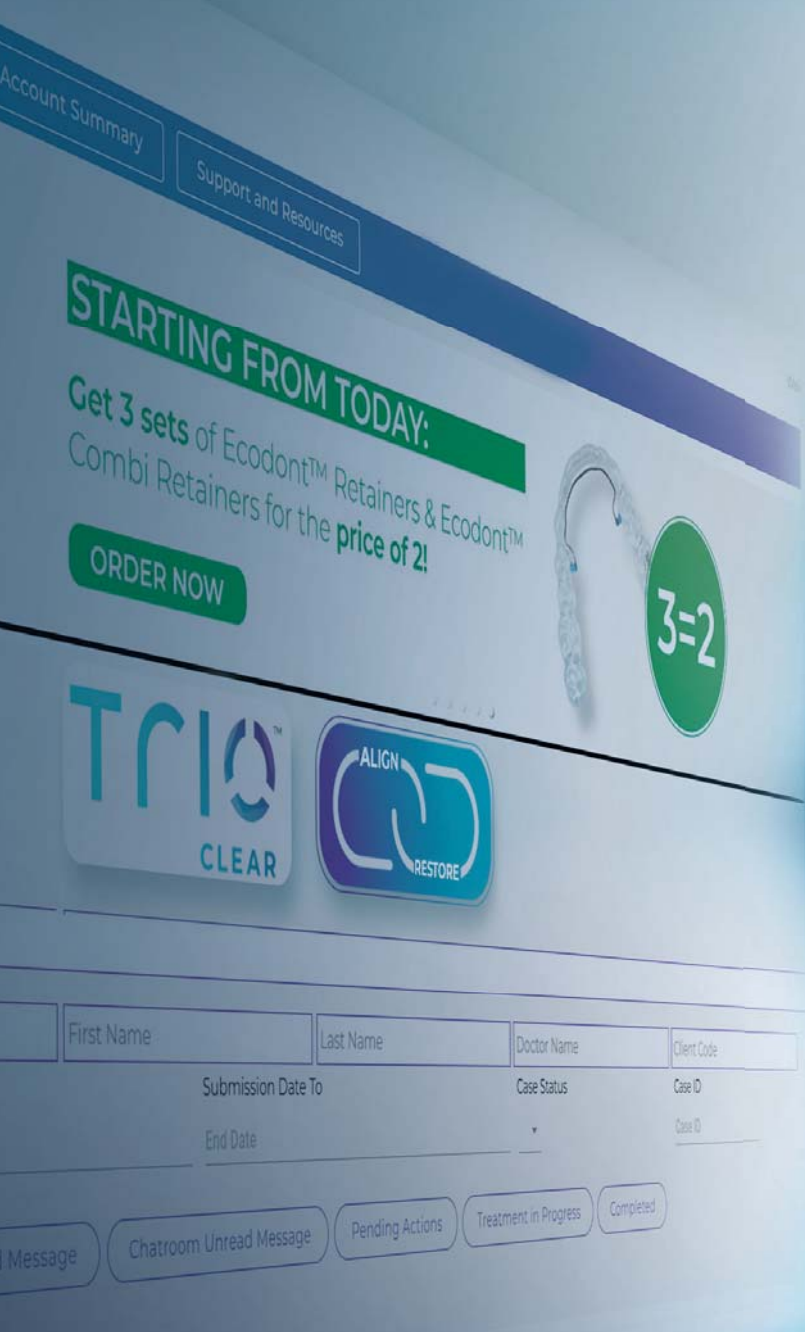 Account Summary
Support and Resources
STARTING FROM TODAY:
Get 3 sets of Ecodont™ Retainers & Ecodont™
Combi Retainers for the price of 2!
ORDER NOW
3=2
TRIO™
CLEAR
ALIGN
RESTORE
First Name
Last Name
Doctor Name
Client Code
Submission Date To
Case Status
Case ID
End Date
Case ID
Message
Chatroom Unread Message
Pending Actions
Treatment in Progress
Completed